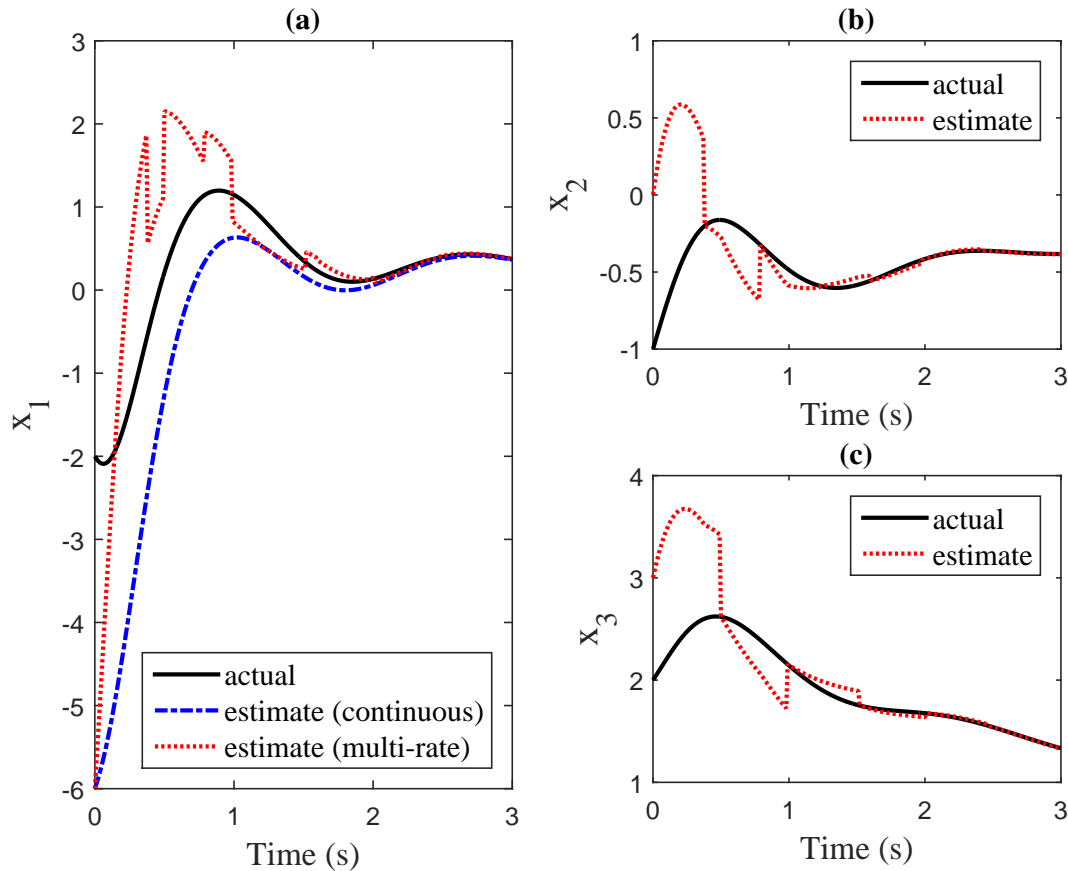 (a)
3
2
1
0
-1
-2
-3
-4
-5
-6
x1
0
1
2
3
Time (s)
actual
estimate (continuous)
estimate (multi-rate)
(b)
1
0.5
0
-0.5
-1
x2
0
1
2
3
Time (s)
actual
estimate
(c)
4
3
2
1
x3
0
1
2
3
Time (s)
actual
estimate